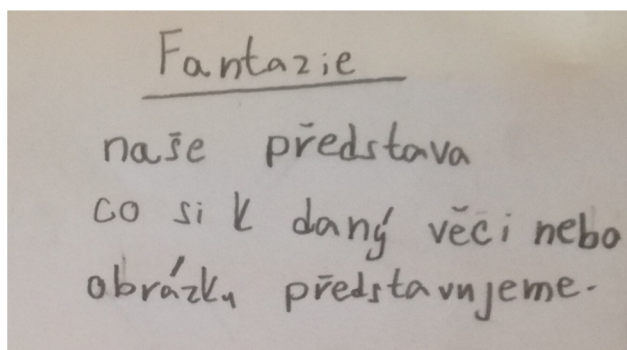 Fantazie
naše představa
co si k daný věci nebo
obrázku představujeme.